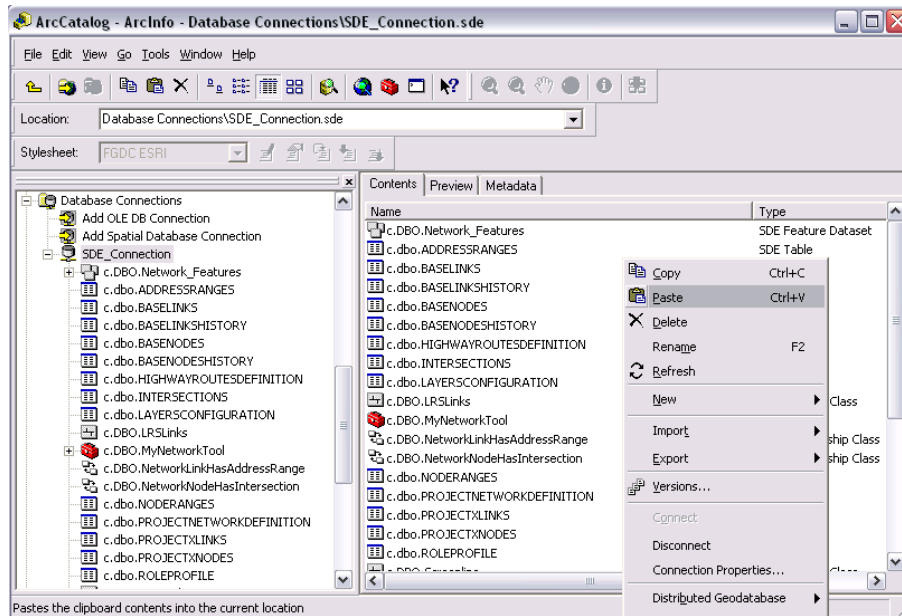 ArcCatalog - ArcInfo - Database Connections\SDE_Connection.sde
File Edit View Go Tools Window Help
Location: Database Connections\SDE_Connection.sde
Stylesheet: FGDC ESRI
Database Connections
Add OLE DB Connection
Add Spatial Database Connection
SDE_Connection
c.DBO.Network_Features
c.dbo.ADDRESSRANGES
c.dbo.BASELINKS
c.dbo.BASELINKSHISTORY
c.dbo.BASENODES
c.dbo.BASENODESHISTORY
c.dbo.HIGHWAYROUTESDEFINITION
c.dbo.INTERSECTIONS
c.dbo.LAYERSCONFIGURATION
c.DBO.LRSLinks
c.DBO.MyNetworkTool
c.DBO.NetworkLinkHasAddressRange
c.DBO.NetworkNodeHasIntersection
c.dbo.NODERANGES
c.dbo.PROJECTNETWORKDEFINITION
c.dbo.PROJECTXLINKS
c.dbo.PROJECTXNODES
c.dbo.ROLEPROFILE
Contents Preview Metadata
Name Type
c.DBO.Network_Features SDE Feature Dataset
c.dbo.ADDRESSRANGES SDE Table
c.dbo.BASELINKS
c.dbo.BASELINKSHISTORY
c.dbo.BASENODES
c.dbo.BASENODESHISTORY
c.dbo.HIGHWAYROUTESDEFINITION
c.dbo.INTERSECTIONS
c.dbo.LAYERSCONFIGURATION
c.DBO.LRSLinks Class
c.DBO.MyNetworkTool
c.DBO.NetworkLinkHasAddressRange ship Class
c.DBO.NetworkNodeHasIntersection ship Class
c.dbo.NODERANGES
c.dbo.PROJECTNETWORKDEFINITION
c.dbo.PROJECTXLINKS
c.dbo.PROJECTXNODES
c.dbo.ROLEPROFILE
Copy Ctrl+C
Paste Ctrl+V
Delete
Rename F2
Refresh
New
Import
Export
Versions...
Connect
Disconnect
Connection Properties...
Distributed Geodatabase
Pastes the clipboard contents into the current location